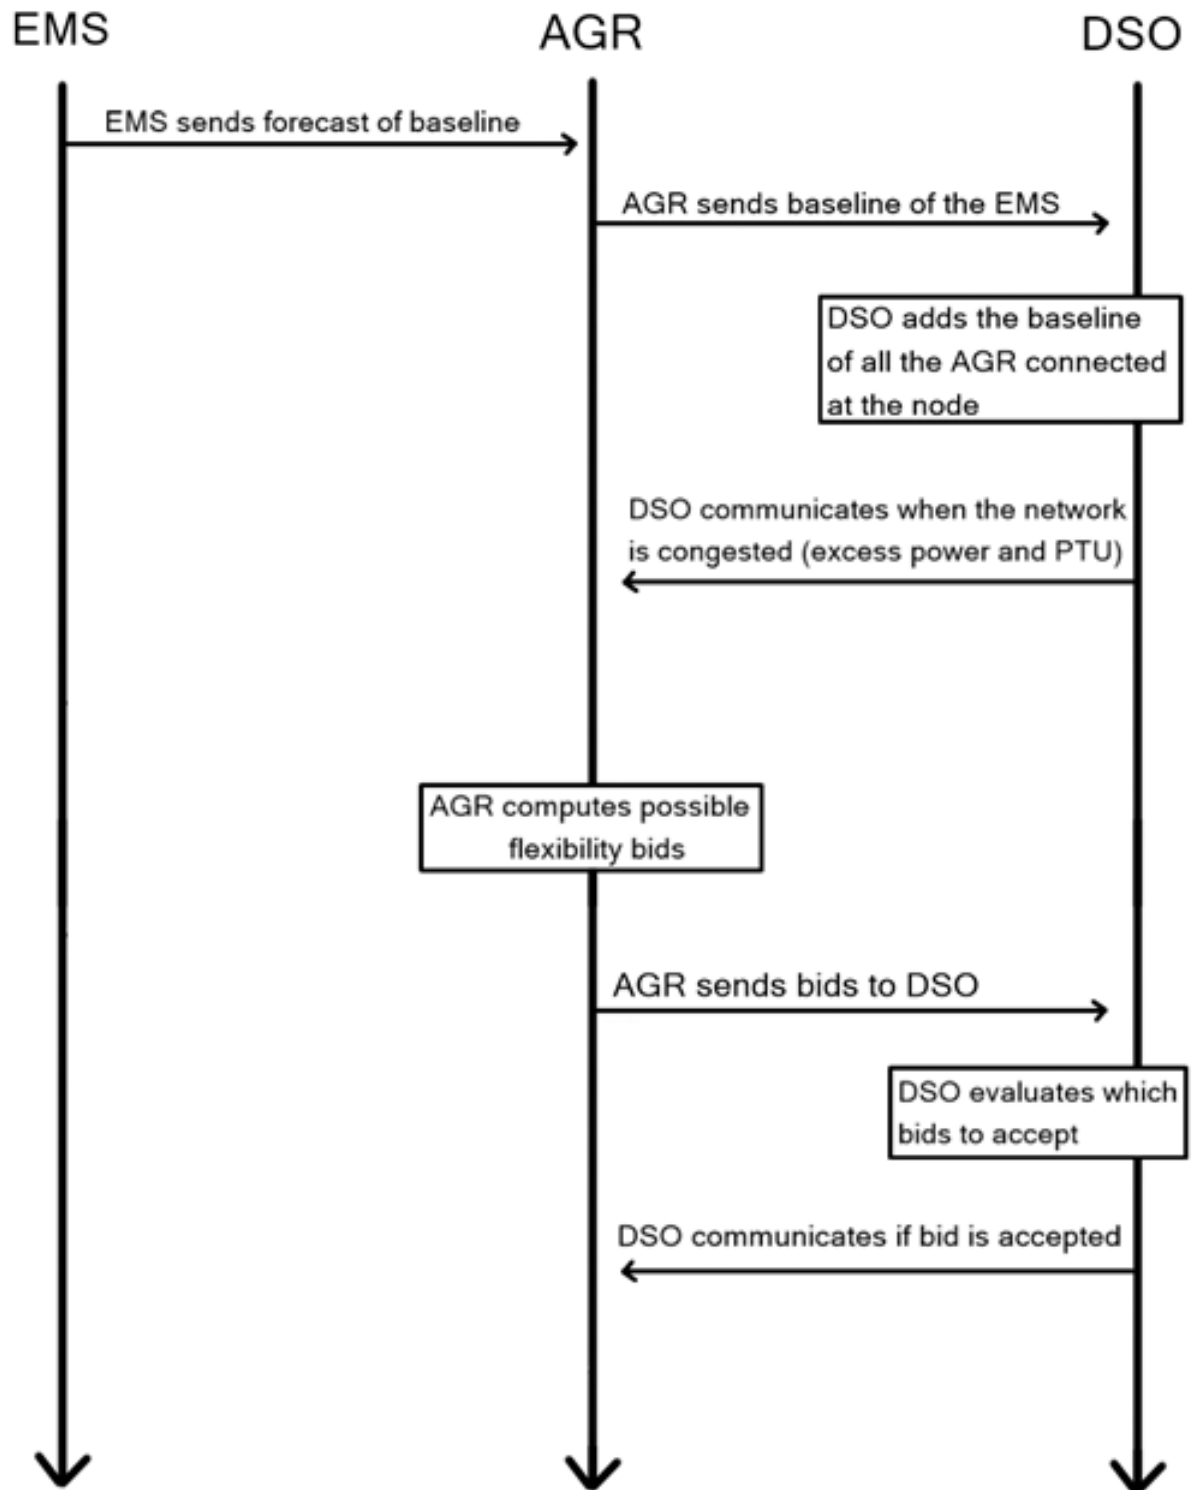 EMS AGR DSO
EMS sends forecast of baseline
AGR sends baseline of the EMS
DSO adds the baseline
of all the AGR connected
at the node
DSO communicates when the network
is congested (excess power and PTU)
AGR computes possible
flexibility bids
AGR sends bids to DSO
DSO evaluates which
bids to accept
DSO communicates if bid is accepted